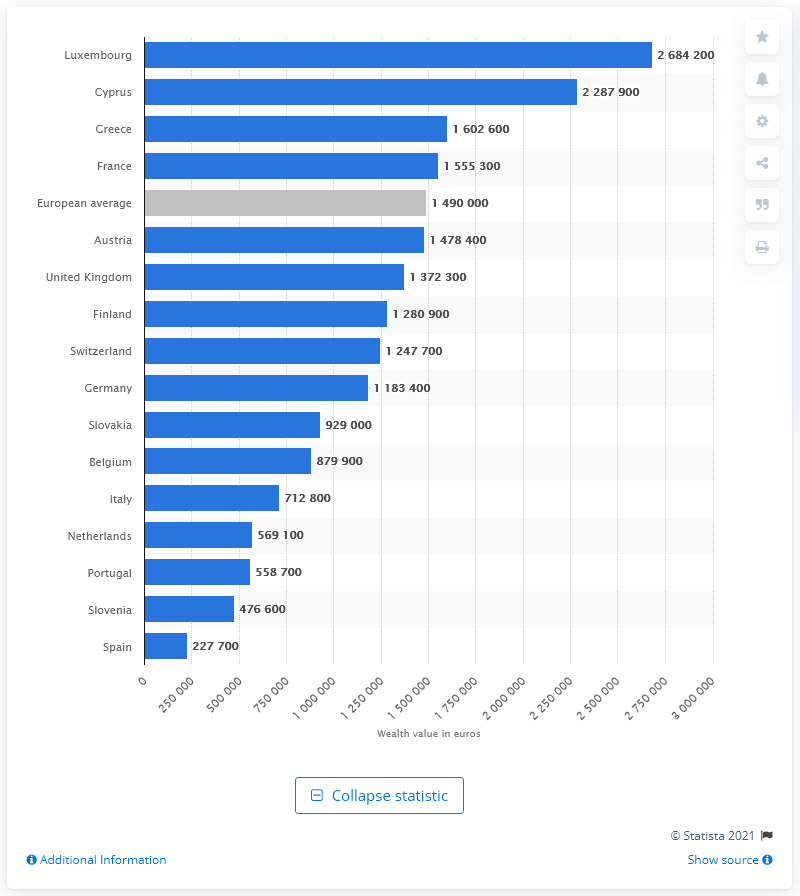 Luxembourg 2 684 200
Cyprus 2 287 900
Greece 1 602 600
France 1 555 300
European average 1 490 000
Austria 1 478 400
United Kingdom 1 372 300
Finland 1 280 900
Switzerland 1 247 700
Germany 1 183 400
Slovakia 929 000
Belgium 879 900
Italy 712 800
Netherlands 569 100
Portugal 558 700
Slovenia 476 600
Spain 227 700
0 250 000 500 000 750 000 1 000 000 1 250 000 1 500 000 1 750 000 2 000 000 2 250 000 2 500 000 2 750 000 3 000 000
Wealth value in euros
Collapse statistic
© Statista 2021
Additional Information Show source